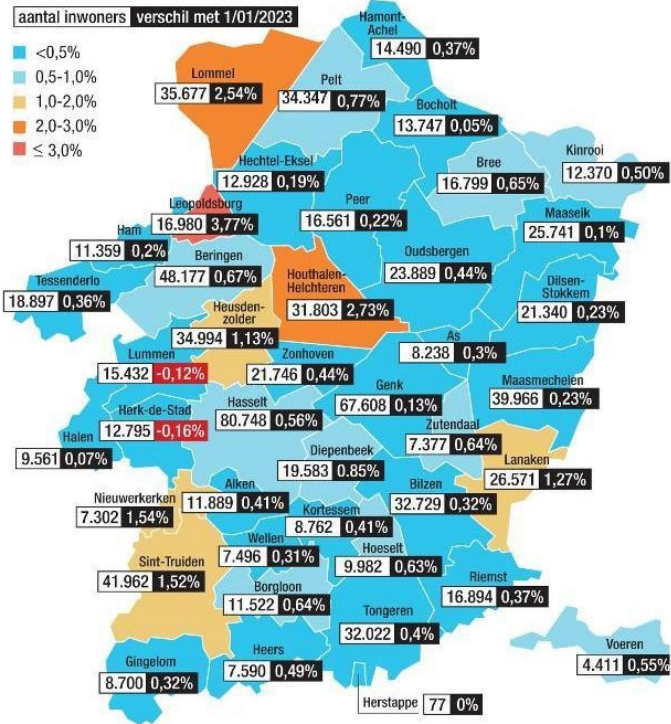 aantal inwoners verschil met 1/01/2023
<0,5%
0,5-1,0%
1,0-2,0%
2,0-3,0%
≤ 3,0%
Hamont-
Achel
14.490 0,37%
Lommel
35.677 2,54%
Pelt
34.347 0,77%
Bocholt
13.747 0,05%
Kinrooi
12.370 0,50%
Hechtel-Eksel
12.928 0,19%
Bree
16.799 0,65%
Leopoldsburg
16.980 3,77%
Peer
16.561 0,22%
Maaseik
25.741 0,1%
Ham
11.359 0,2%
Beringen
48.177 0,67%
Oudsbergen
23.889 0,44%
Tessenderlo
18.897 0,36%
Houthalen-
Helchteren
31.803 2,73%
Dilsen-
Stokkem
21.340 0,23%
Heusden-
zolder
34.994 1,13%
As
8.238 0,3%
Lummen
15.432 -0,12%
Zonhoven
21.746 0,44%
Genk
67.608 0,13%
Maasmechelen
39.966 0,23%
Herk-de-Stad
12.795 -0,16%
Hasselt
80.748 0,56%
Zutendaal
7.377 0,64%
Halen
9.561 0,07%
Diepenbeek
19.583 0.85%
Lanaken
26.571 1,27%
Nieuwerkerken
7.302 1,54%
Alken
11.889 0,41%
Bilzen
32.729 0,32%
Kortessem
8.762 0,41%
Wellen
7.496 0,31%
Hoeselt
9.982 0,63%
Sint-Truiden
41.962 1,52%
Borgloon
11.522 0,64%
Riemst
16.894 0,37%
Tongeren
32.022 0,4%
Voeren
4.411 0,55%
Gingelom
8.700 0,32%
Heers
7.590 0,49%
Herstappe 77 0%